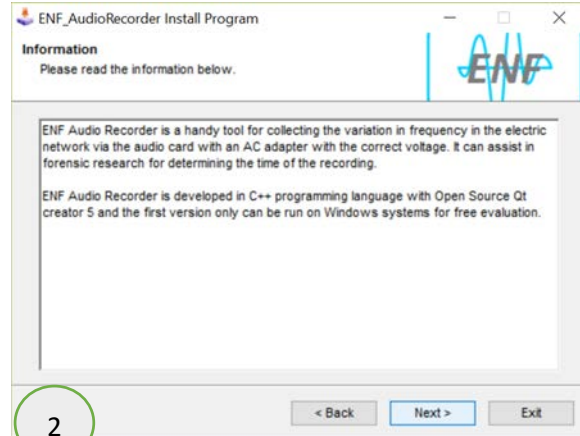 ENF_AudioRecorder Install Program
Information
Please read the information below.
ENF
ENF Audio Recorder is a handy tool for collecting the variation in frequency in the electric
network via the audio card with an AC adapter with the correct voltage. It can assist in
forensic research for determining the time of the recording.
ENF Audio Recorder is developed in C++ programming language with Open Source Qt
creator 5 and the first version only can be run on Windows systems for free evaluation.
< Back Next > Exit
2